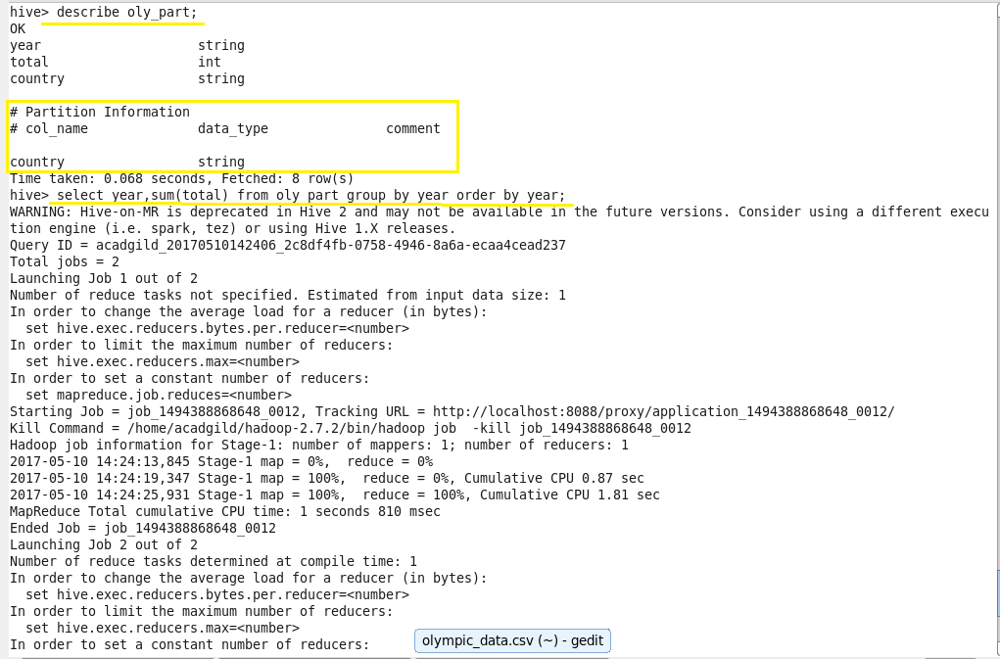 hive> describe oly_part;
OK
year                    string
total                   int
country                 string
# Partition Information
# col_name              data_type               comment
country                 string
Time taken: 0.068 seconds, Fetched: 8 row(s)
hive> select year,sum(total) from oly part group by year order by year;
WARNING: Hive-on-MR is deprecated in Hive 2 and may not be available in the future versions. Consider using a different execu
tion engine (i.e. spark, tez) or using Hive 1.X releases.
Query ID = acadgild_20170510142406_2c8df4fb-0758-4946-8a6a-ecaa4cead237
Total jobs = 2
Launching Job 1 out of 2
Number of reduce tasks not specified. Estimated from input data size: 1
In order to change the average load for a reducer (in bytes):
  set hive.exec.reducers.bytes.per.reducer=<number>
In order to limit the maximum number of reducers:
  set hive.exec.reducers.max=<number>
In order to set a constant number of reducers:
  set mapreduce.job.reduces=<number>
Starting Job = job_1494388868648_0012, Tracking URL = http://localhost:8088/proxy/application_1494388868648_0012/
Kill Command = /home/acadgild/hadoop-2.7.2/bin/hadoop job  -kill job_1494388868648_0012
Hadoop job information for Stage-1: number of mappers: 1; number of reducers: 1
2017-05-10 14:24:13,845 Stage-1 map = 0%,  reduce = 0%
2017-05-10 14:24:19,347 Stage-1 map = 100%,  reduce = 0%, Cumulative CPU 0.87 sec
2017-05-10 14:24:25,931 Stage-1 map = 100%,  reduce = 100%, Cumulative CPU 1.81 sec
MapReduce Total cumulative CPU time: 1 seconds 810 msec
Ended Job = job_1494388868648_0012
Launching Job 2 out of 2
Number of reduce tasks determined at compile time: 1
In order to change the average load for a reducer (in bytes):
  set hive.exec.reducers.bytes.per.reducer=<number>
In order to limit the maximum number of reducers:
  set hive.exec.reducers.max=<number>
In order to set a constant number of reducers:
olympic_data.csv (~) - gedit